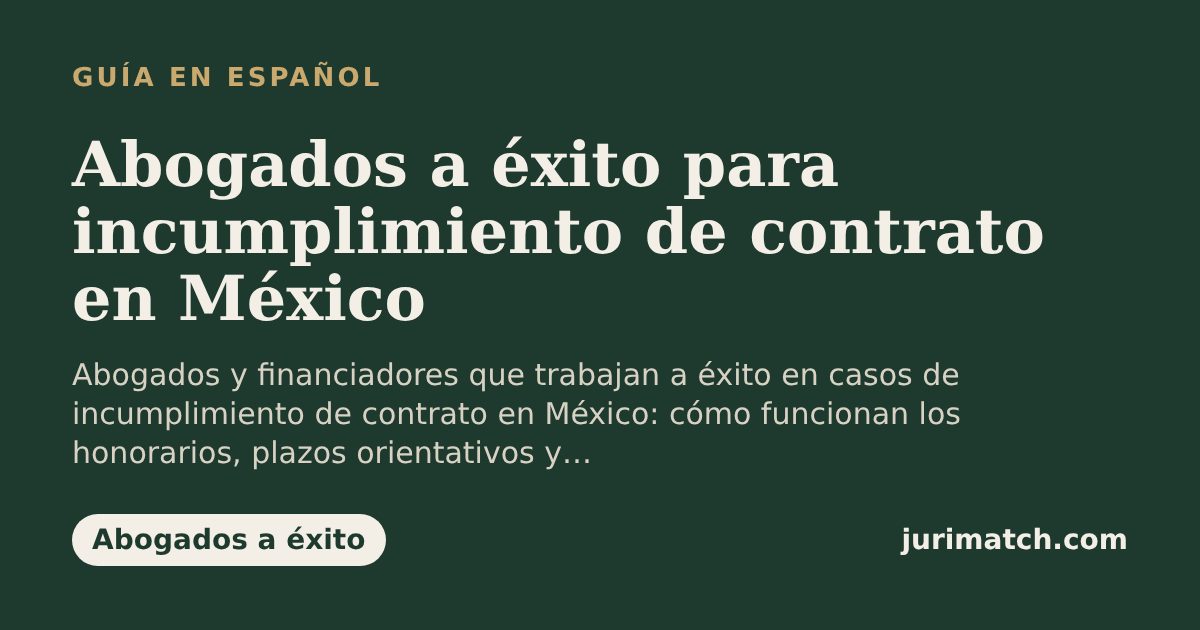 GUÍA EN ESPAÑOL
Abogados a éxito para
incumplimiento de contrato
en México
Abogados y financiadores que trabajan a éxito en casos de
incumplimiento de contrato en México: cómo funcionan los
honorarios, plazos orientativos y…
Abogados a éxito
jurimatch.com